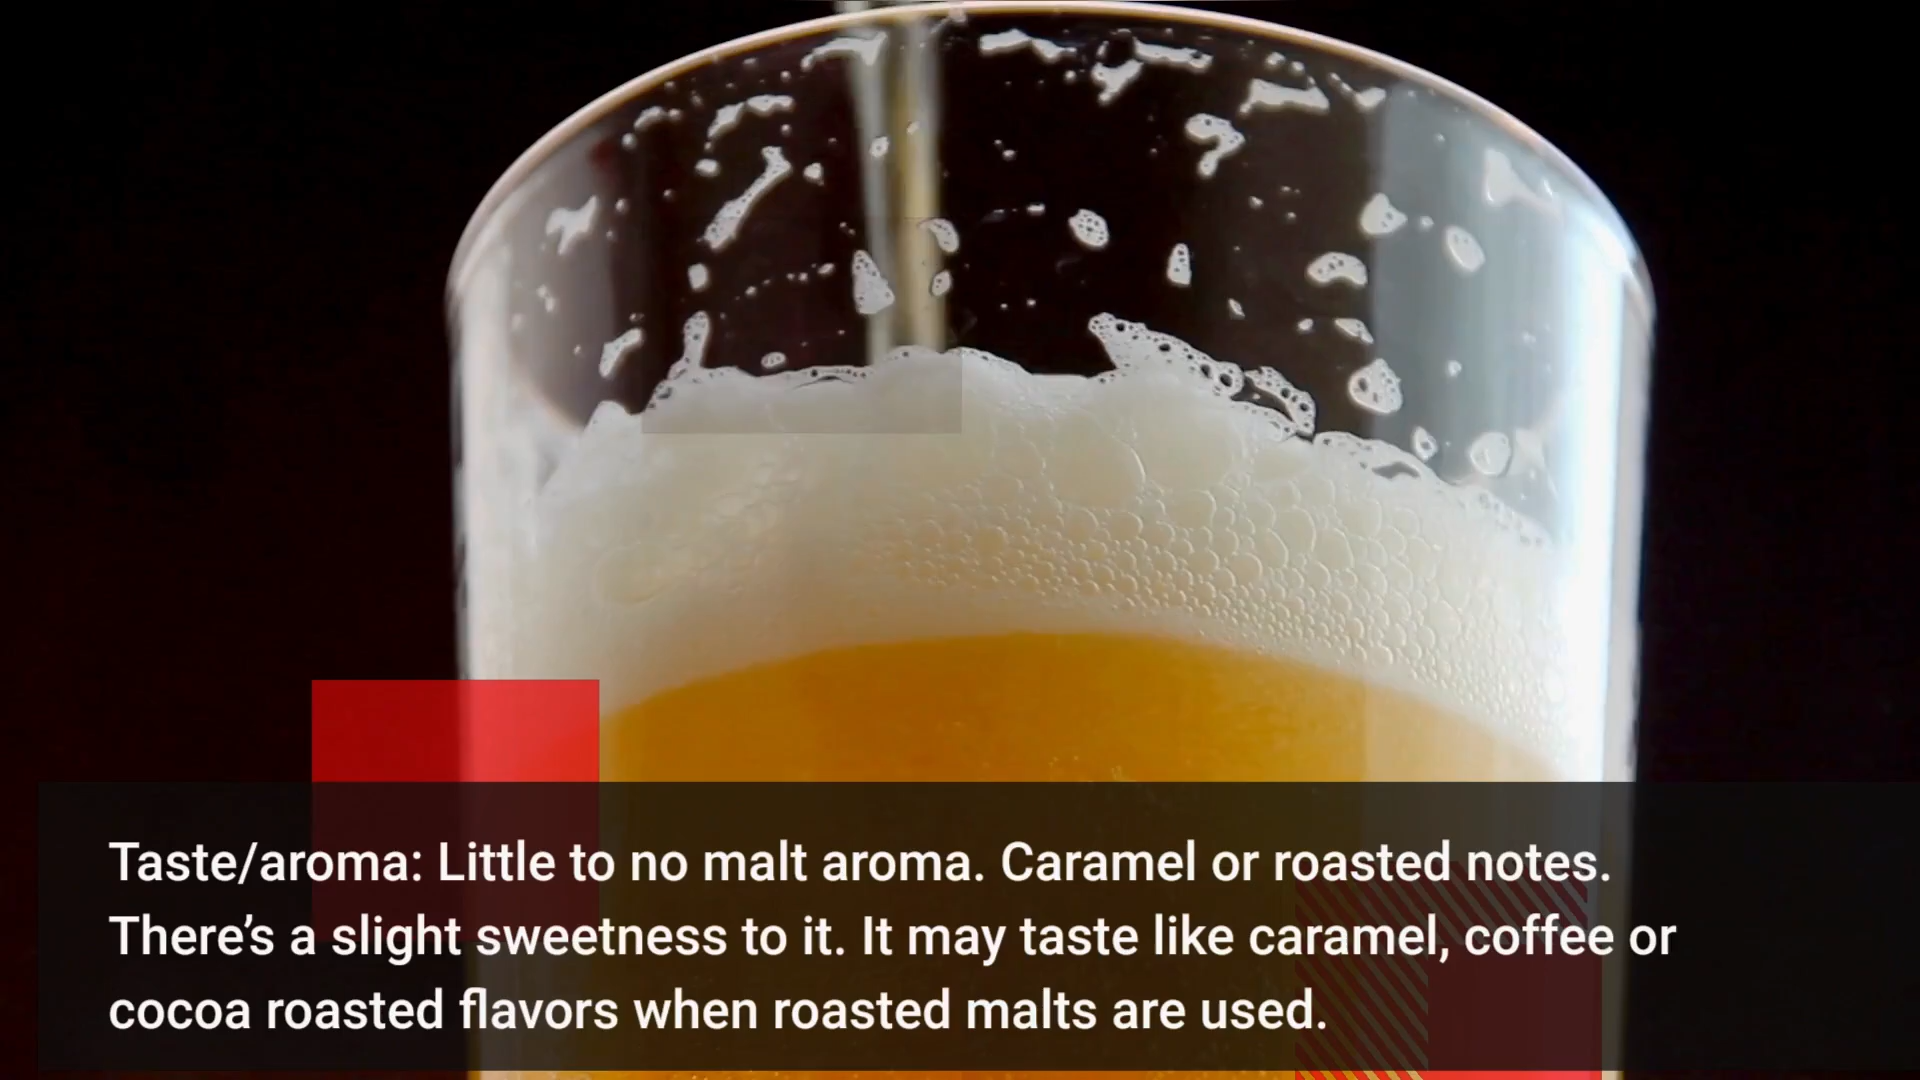 Taste/aroma: Little to no malt aroma. Caramel or roasted notes.
There’s a slight sweetness to it. It may taste like caramel, coffee or
cocoa roasted flavors when roasted malts are used.